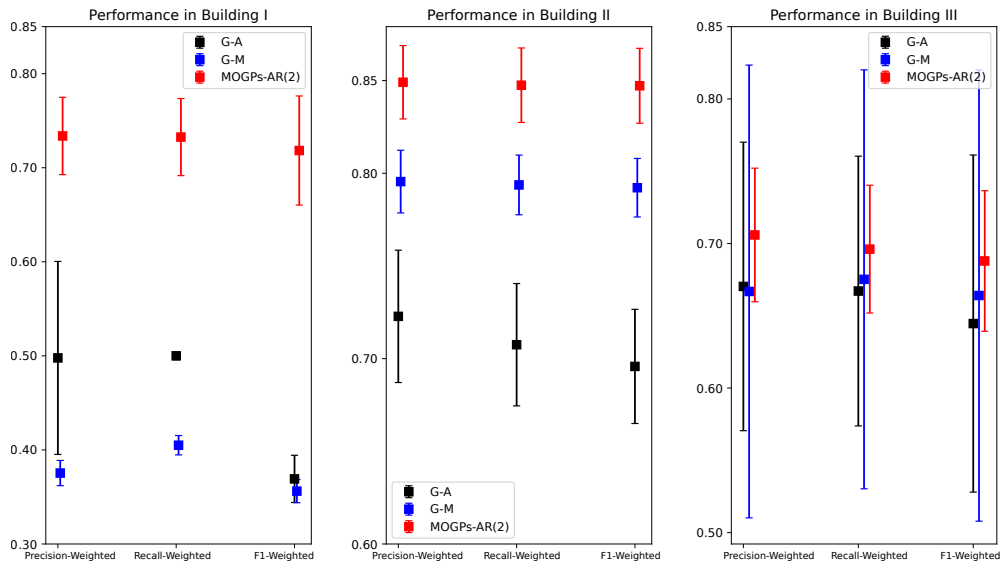 Performance in Building I
0.85
0.80
0.70
0.60
0.50
0.40
0.30
G-A
G-M
MOGPs-AR(2)
Precision-Weighted
Recall-Weighted
F1-Weighted
Performance in Building II
0.85
0.80
0.70
0.60
G-A
G-M
MOGPs-AR(2)
Precision-Weighted
Recall-Weighted
F1-Weighted
Performance in Building III
0.85
0.80
0.70
0.60
0.50
G-A
G-M
MOGPs-AR(2)
Precision-Weighted
Recall-Weighted
F1-Weighted